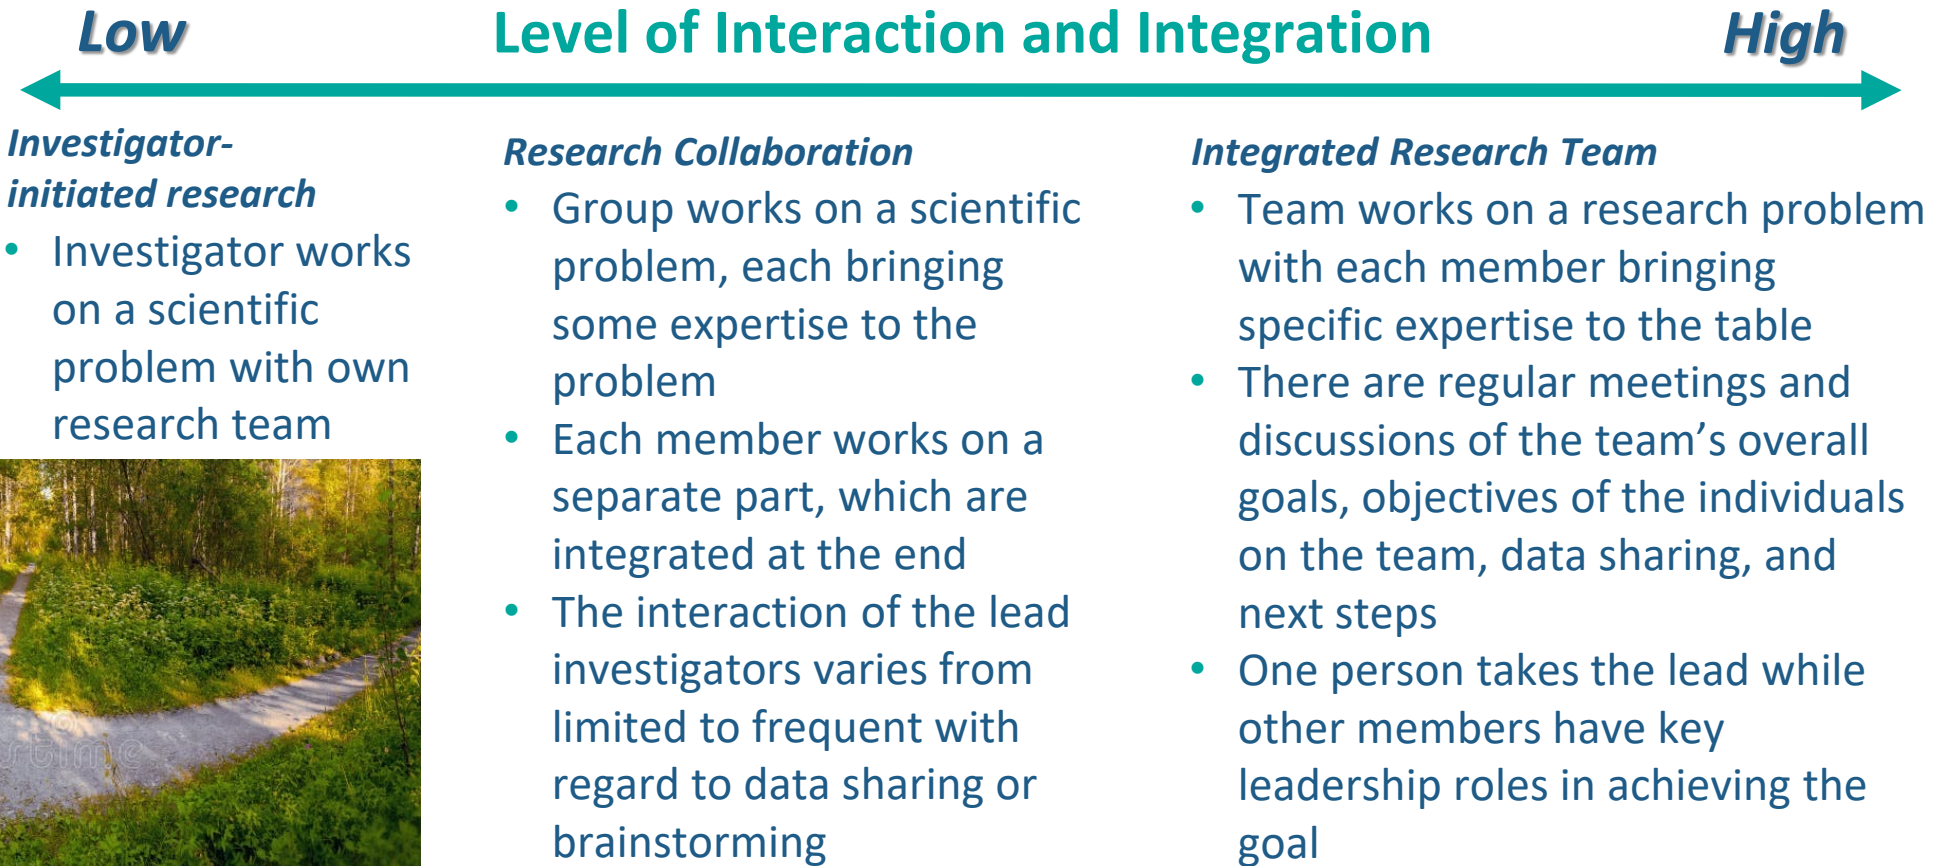 Low Level of Interaction and Integration High
Investigator-
initiated research
• Investigator works
on a scientific
problem with own
research team
Research Collaboration
• Group works on a scientific
problem, each bringing
some expertise to the
problem
• Each member works on a
separate part, which are
integrated at the end
• The interaction of the lead
investigators varies from
limited to frequent with
regard to data sharing or
brainstorming
Integrated Research Team
• Team works on a research problem
with each member bringing
specific expertise to the table
• There are regular meetings and
discussions of the team’s overall
goals, objectives of the individuals
on the team, data sharing, and
next steps
• One person takes the lead while
other members have key
leadership roles in achieving the
goal